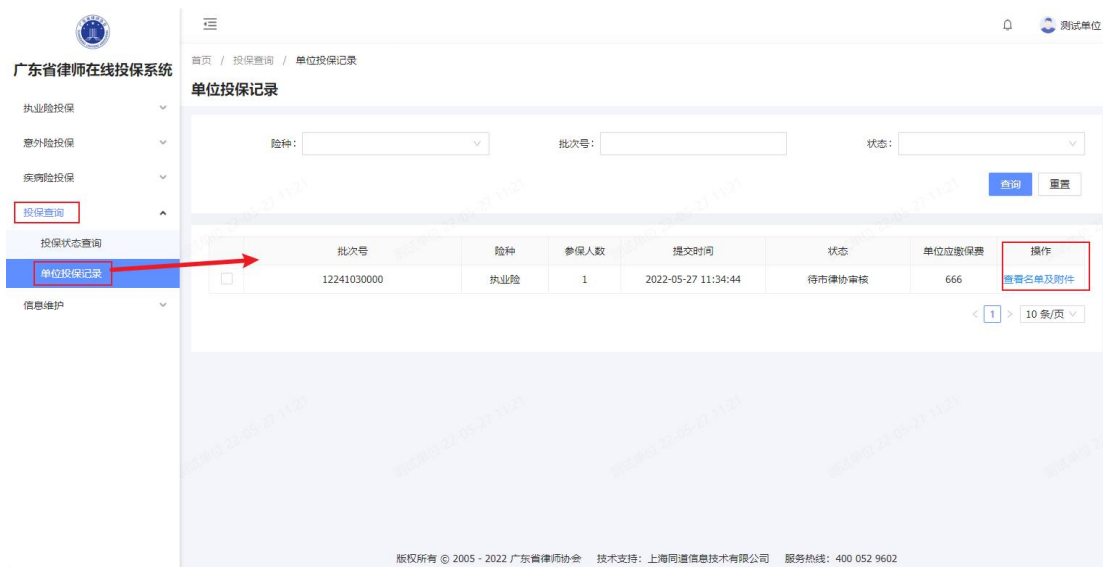 测试单位
广东省律师在线投保系统
执业险投保
意外险投保
疾病险投保
投保查询
投保状态查询
单位投保记录
信息维护
首页 / 投保查询 / 单位投保记录
单位投保记录
险种：
批次号：
状态：
查询 重置
批次号 险种 参保人数 提交时间 状态 单位应缴保费 操作
12241030000 执业险 1 2022-05-27 11:34:44 待市律协审核 666 查看名单及附件
< 1 > 10 条/页
版权所有 © 2005 - 2022 广东省律师协会 技术支持：上海同道信息技术有限公司 服务热线：400 052 9602